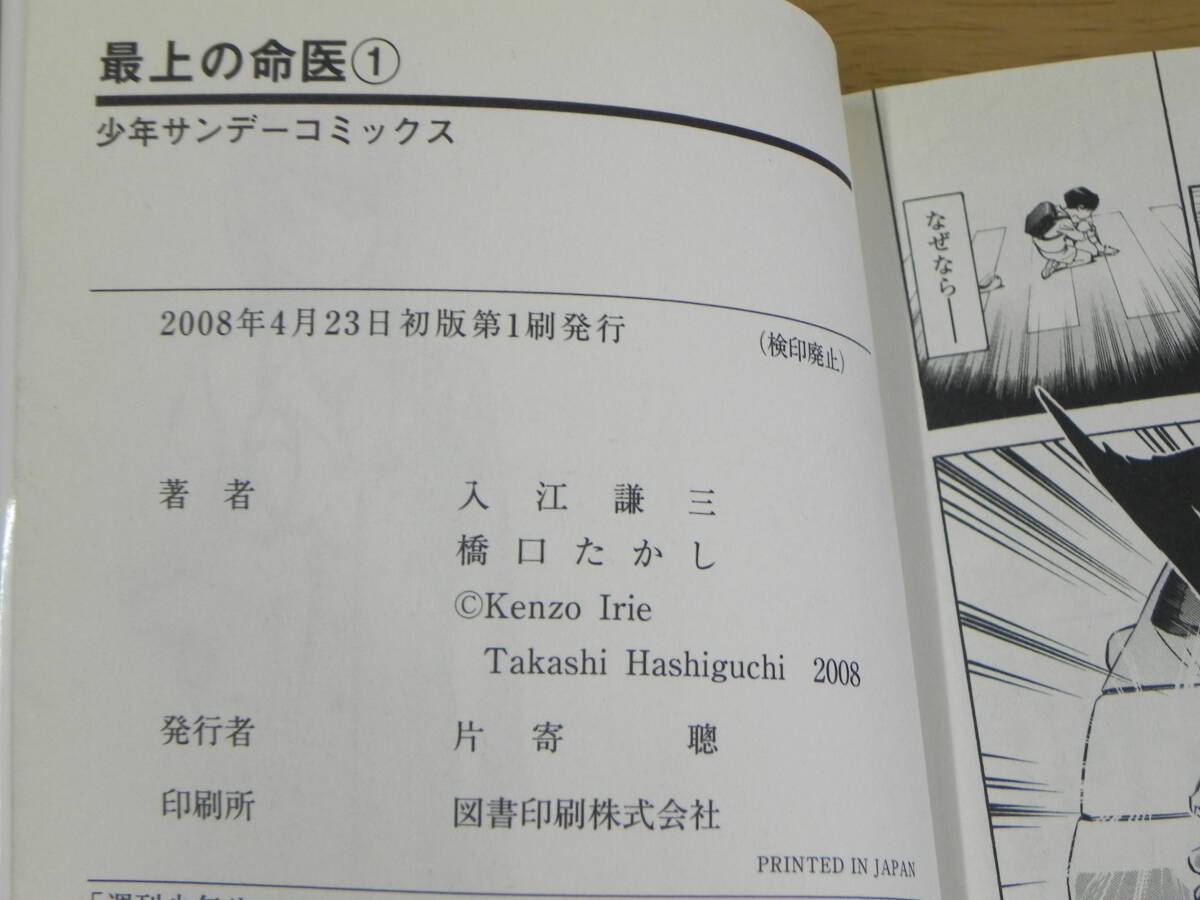 最上の命医①
少年サンデーコミックス
2008年4月23日初版第1刷発行
(検印廃止)
著者 入江謙三
橋口たかし
©Kenzo Irie
Takashi Hashiguchi 2008
発行者 片寄 聰
印刷所 図書印刷株式会社
PRINTED IN JAPAN
なぜなら──